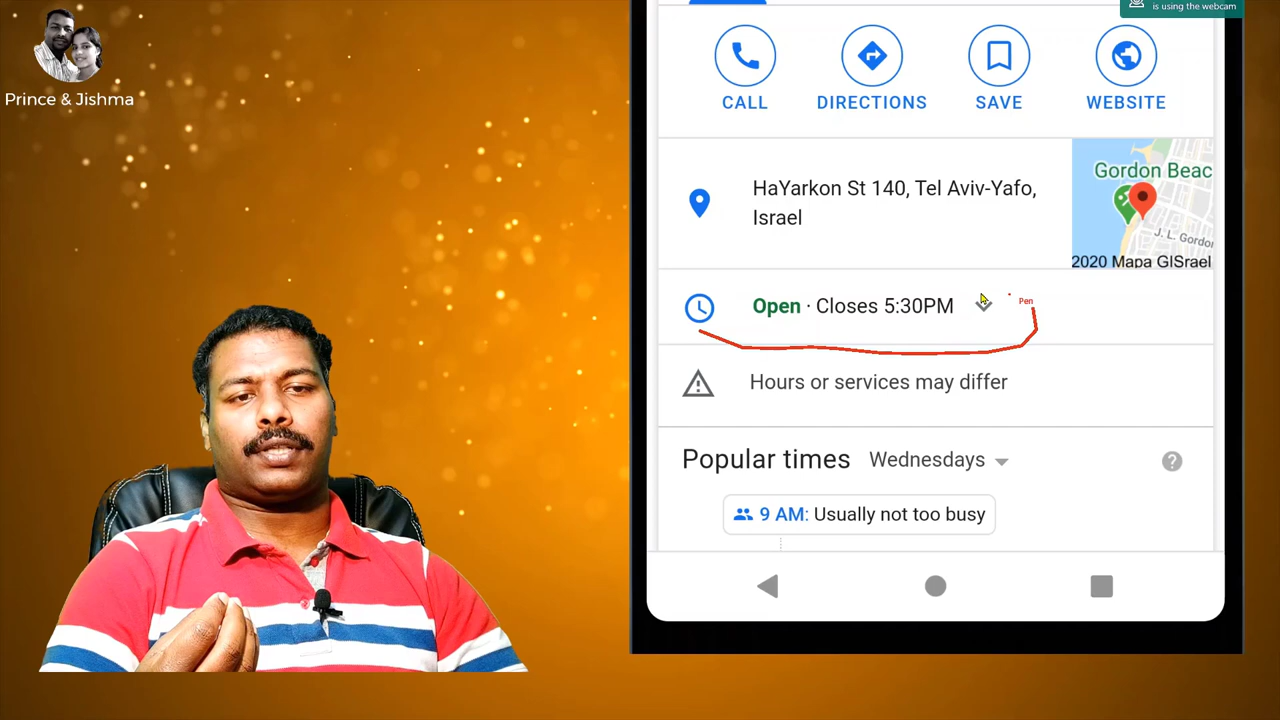 Prince & Jishma
is using the webcam
CALL
DIRECTIONS
SAVE
WEBSITE
HaYarkon St 140, Tel Aviv-Yafo,
Israel
Gordon Beac
J. L. Gordo
2020 Mapa GISrael
Open · Closes 5:30PM
Pen
Hours or services may differ
Popular times
Wednesdays
?
9 AM: Usually not too busy